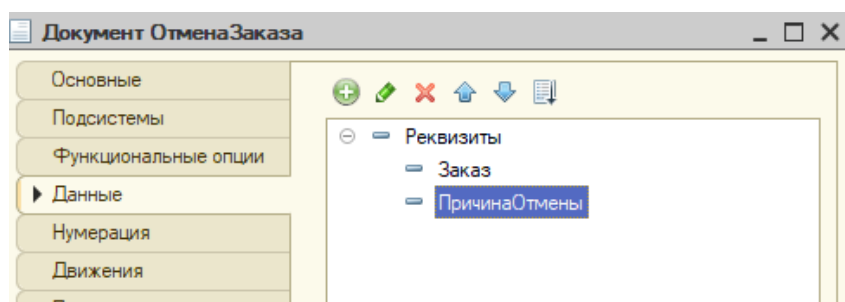 Документ ОтменаЗаказа
Основные
Подсистемы
Функциональные опции
Данные
Нумерация
Движения
Реквизиты
Заказ
ПричинаОтмены